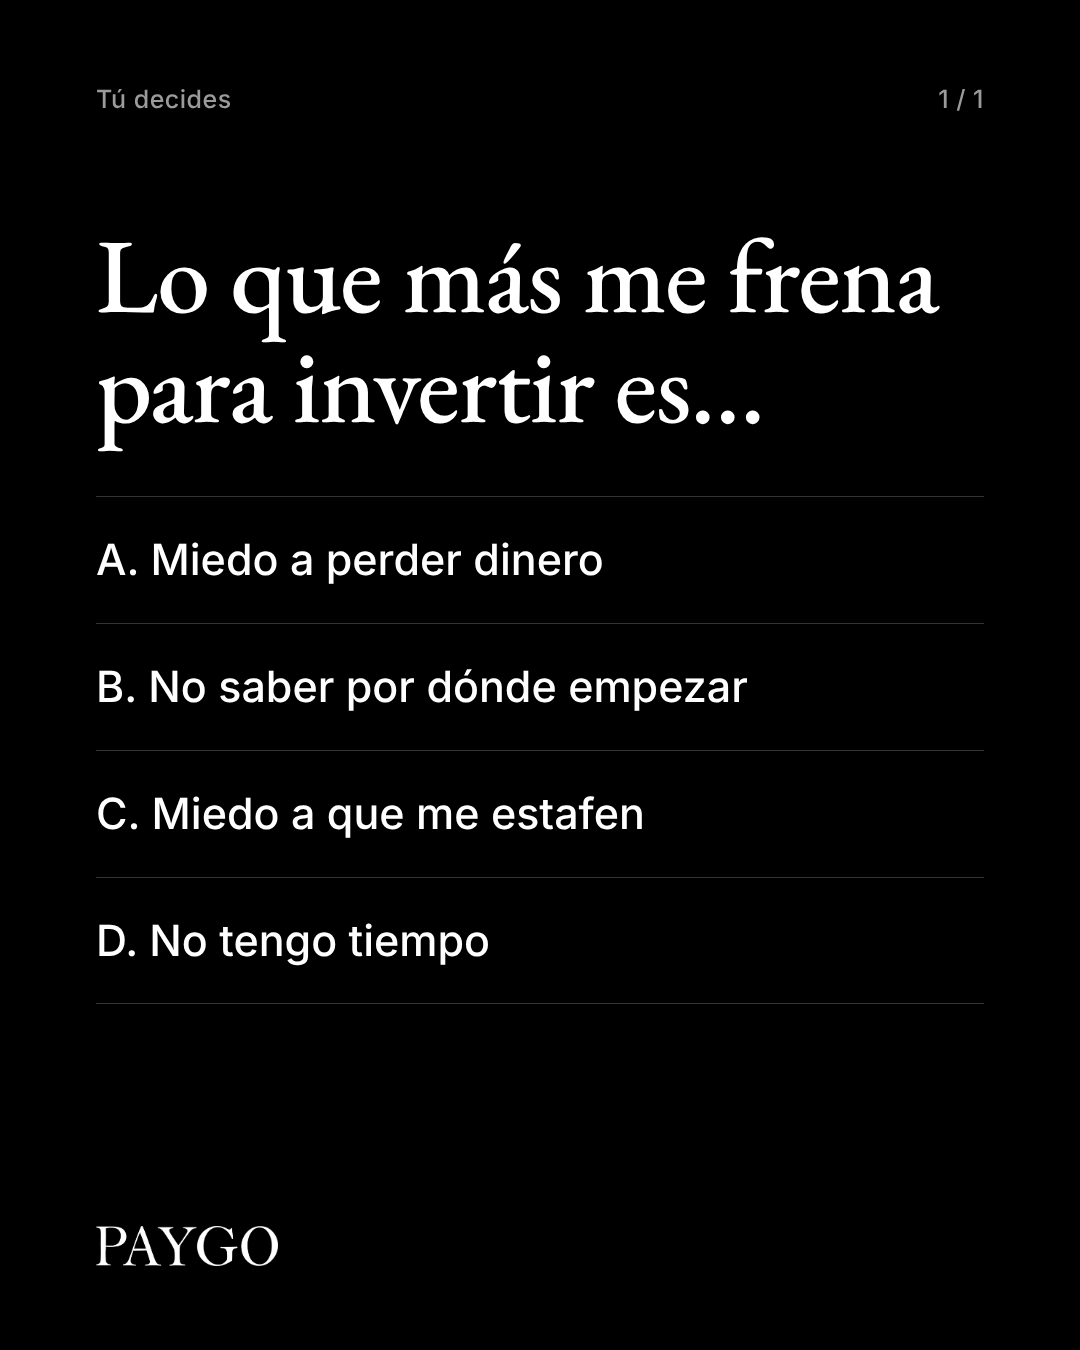 Tú decides
1 / 1
Lo que más me frena
para invertir es...
A. Miedo a perder dinero
B. No saber por dónde empezar
C. Miedo a que me estafen
D. No tengo tiempo
PAYGO